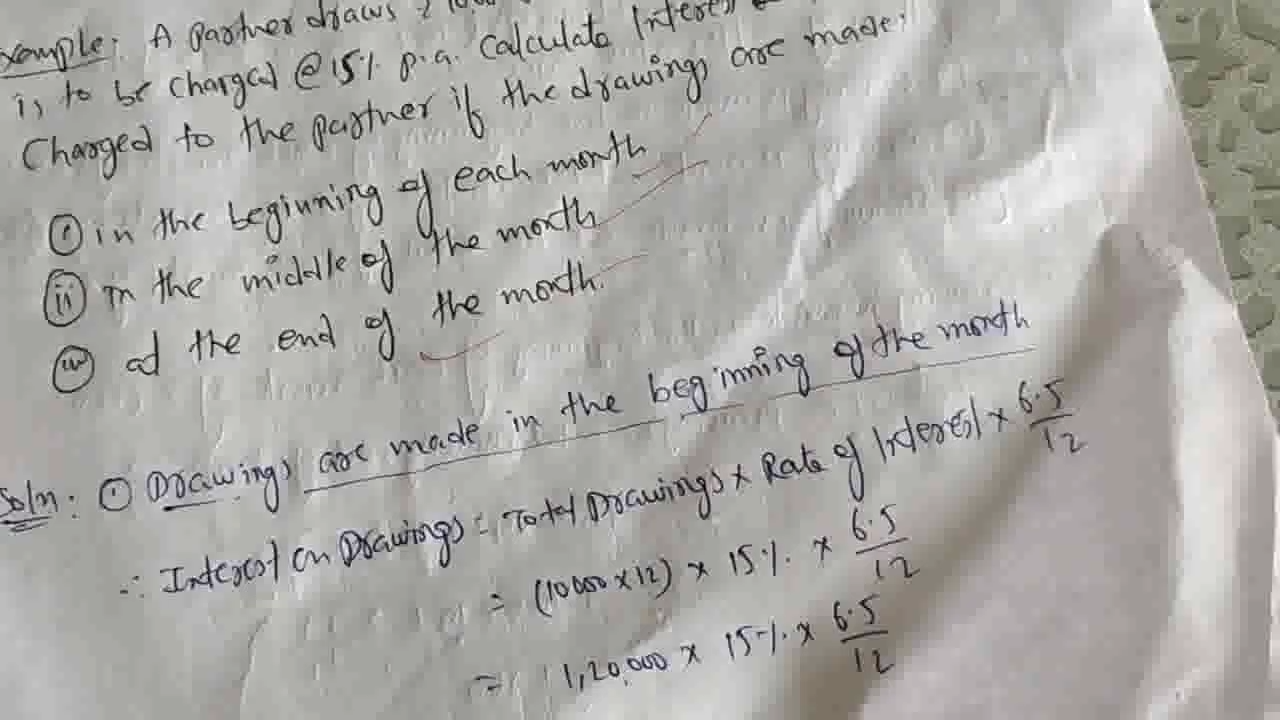 Example: A partner draws ₹
is to be charged @ 15% p.a. Calculate Interest
Charged to the partner if the drawings are made:
(i) in the beginning of each month
(ii) In the middle of the month
(iii) at the end of the month.
Soln: (i) Drawings are made in the beginning of the month
∴ Interest on Drawings = Total Drawings × Rate of Interest × 6.5/12
= (10000 × 12) × 15% × 6.5/12
= 1,20,000 × 15% × 6.5/12